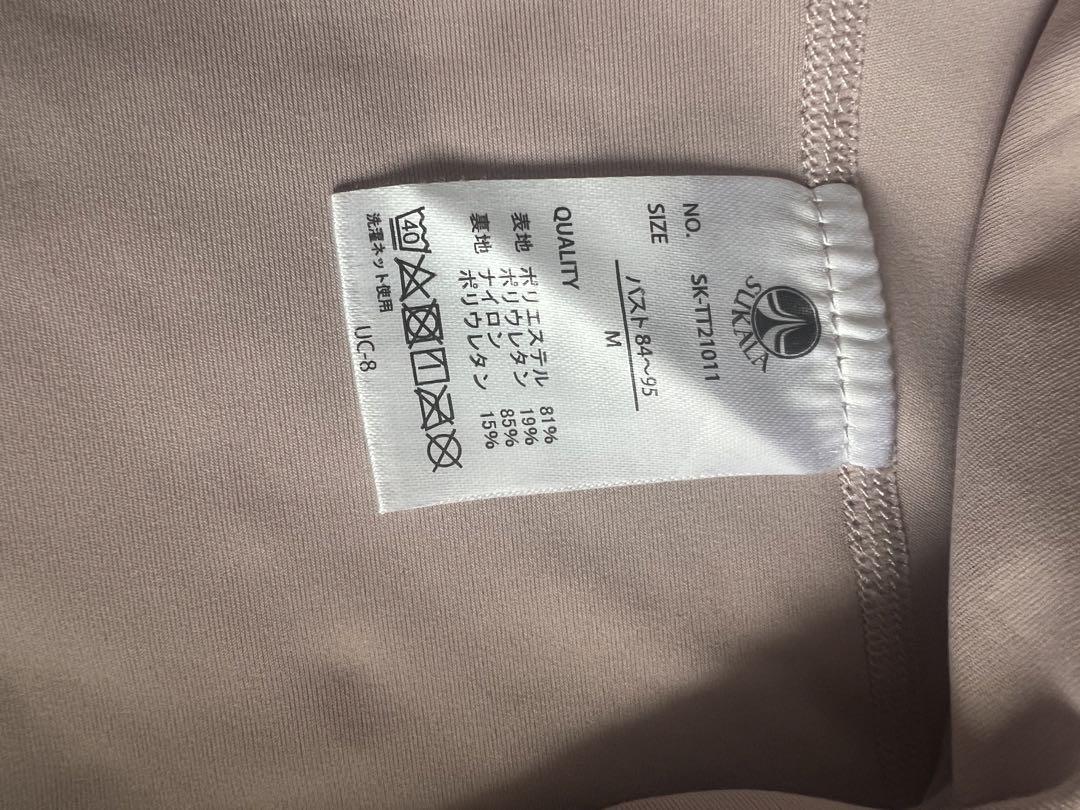 SUKALA
NO. SK-TT21011
SIZE バスト84～95
M
QUALITY
表地 ポリエステル 81%
ポリウレタン 19%
裏地 ナイロン 85%
ポリウレタン 15%
40
洗濯ネット使用
UC-8